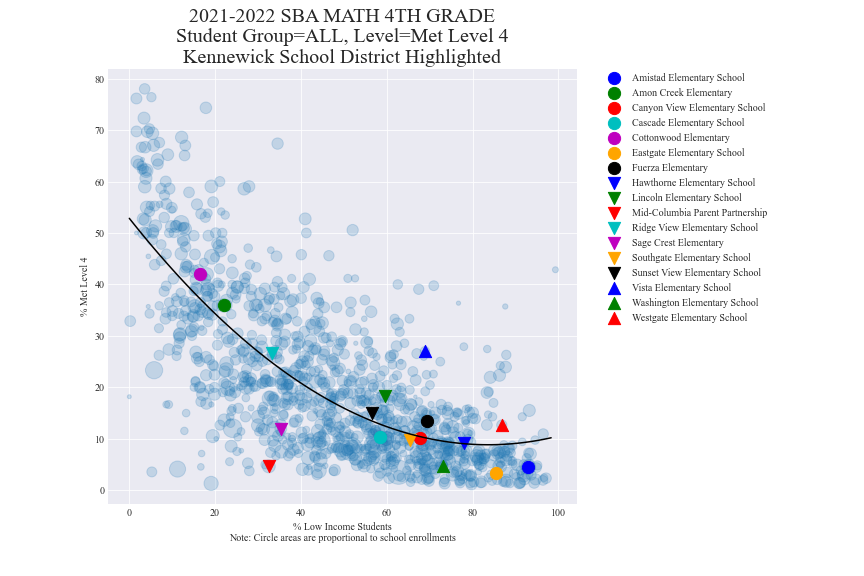 2021-2022 SBA MATH 4TH GRADE
Student Group=ALL, Level=Met Level 4
Kennewick School District Highlighted
80
70
60
50
40
30
20
10
0
% Met Level 4
0 20 40 60 80 100
% Low Income Students
Note: Circle areas are proportional to school enrollments
Amistad Elementary School
Amon Creek Elementary
Canyon View Elementary School
Cascade Elementary School
Cottonwood Elementary
Eastgate Elementary School
Fuerza Elementary
Hawthorne Elementary School
Lincoln Elementary School
Mid-Columbia Parent Partnership
Ridge View Elementary School
Sage Crest Elementary
Southgate Elementary School
Sunset View Elementary School
Vista Elementary School
Washington Elementary School
Westgate Elementary School